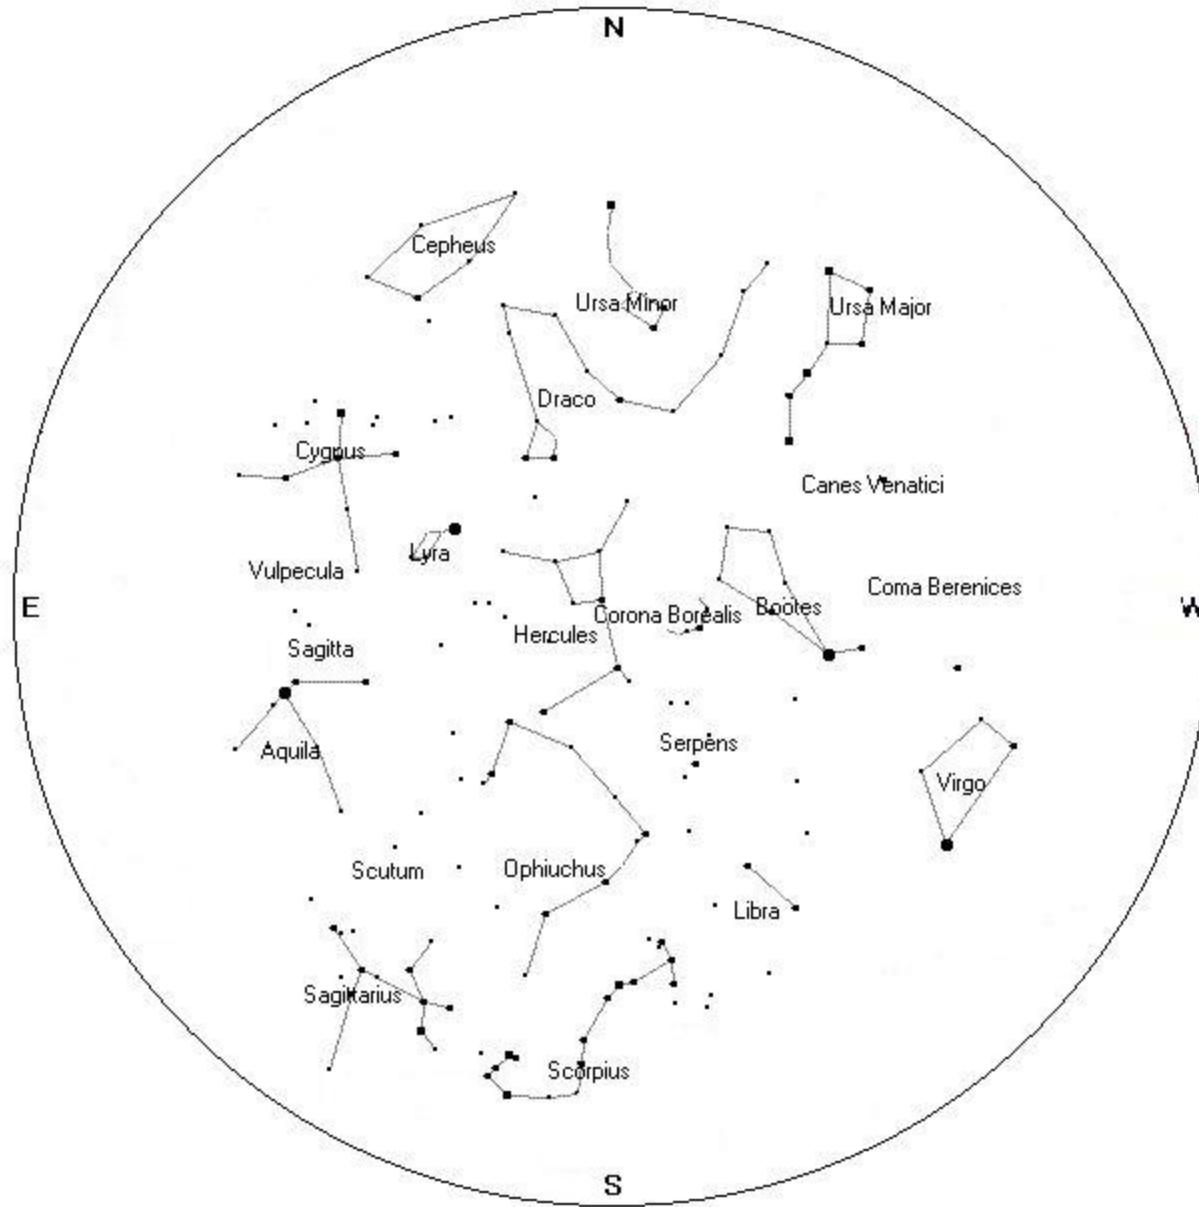 N
Cepheus
Ursa Minor
Ursa Major
Draco
Cygnus
Canes Venatici
Lyra
Vulpecula
Coma Berenices
E
W
Corona Borealis
Boötes
Hercules
Sagitta
Serpens
Aquila
Virgo
Scutum
Ophiuchus
Libra
Sagittarius
Scorpius
S